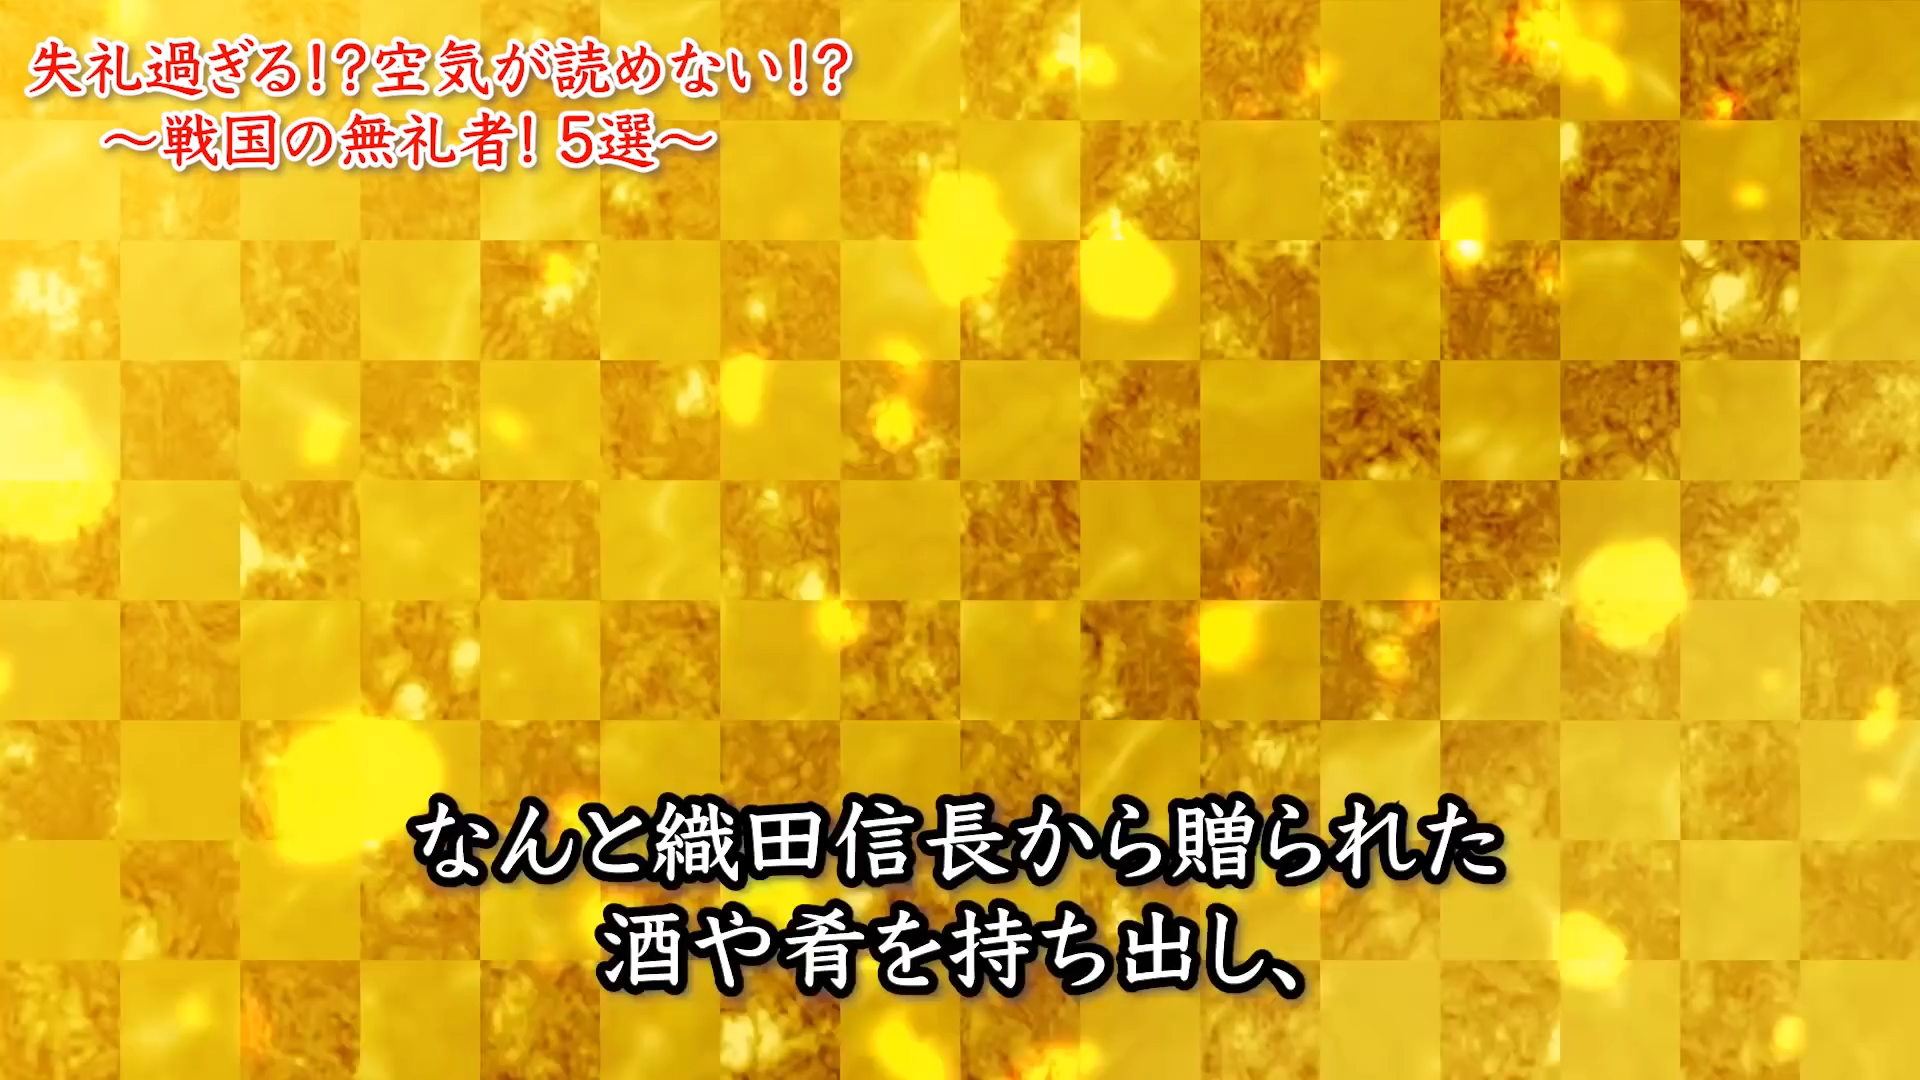 失礼過ぎる!?空気が読めない!?
～戦国の無礼者! 5選～
なんと織田信長から贈られた
酒や肴を持ち出し、